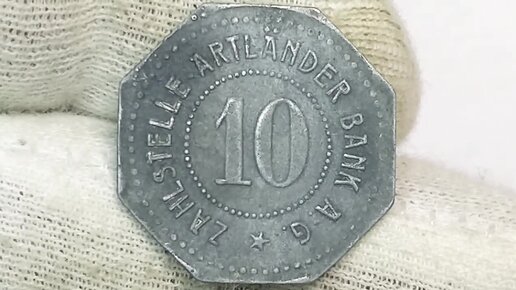 ZAHLSTELLE ARTLÄNDER BANK A.G.
10